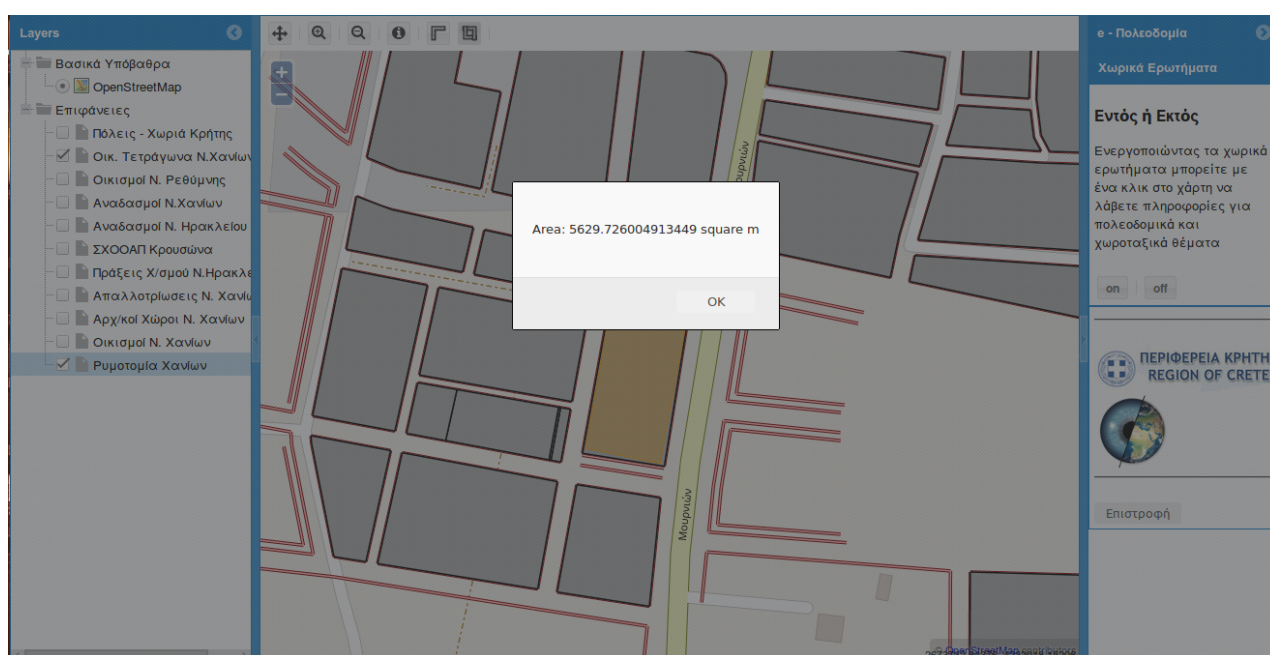 Layers
Βασικά Υπόβαθρα
OpenStreetMap
Επιφάνειες
Πόλεις - Χωριά Κρήτης
Οικ. Τετράγωνα Ν.Χανίων
Οικισμοί Ν. Ρεθύμνης
Αναδασμοί Ν.Χανίων
Αναδασμοί Ν. Ηρακλείου
ΣΧΟΟΑΠ Κρουσώνα
Πράξεις Χ/σμού Ν.Ηρακλε
Απαλλοτρίωσεις Ν. Χανίω
Αρχ/κοί Χώροι Ν. Χανίων
Οικισμοί Ν. Χανίων
Ρυμοτομία Χανίων
+
−
Μουρνιών
Area: 5629.726004913449 square m
OK
Μουρνιών
© OpenStreetMap contributors
e - Πολεοδομία
Χωρικά Ερωτήματα
Εντός ή Εκτός
Ενεργοποιώντας τα χωρικά
ερωτήματα μπορείτε με
ένα κλικ στο χάρτη να
λάβετε πληροφορίες για
πολεοδομικά και
χωροταξικά θέματα
on off
ΠΕΡΙΦΕΡΕΙΑ ΚΡΗΤΗ
REGION OF CRETE
Επιστροφή